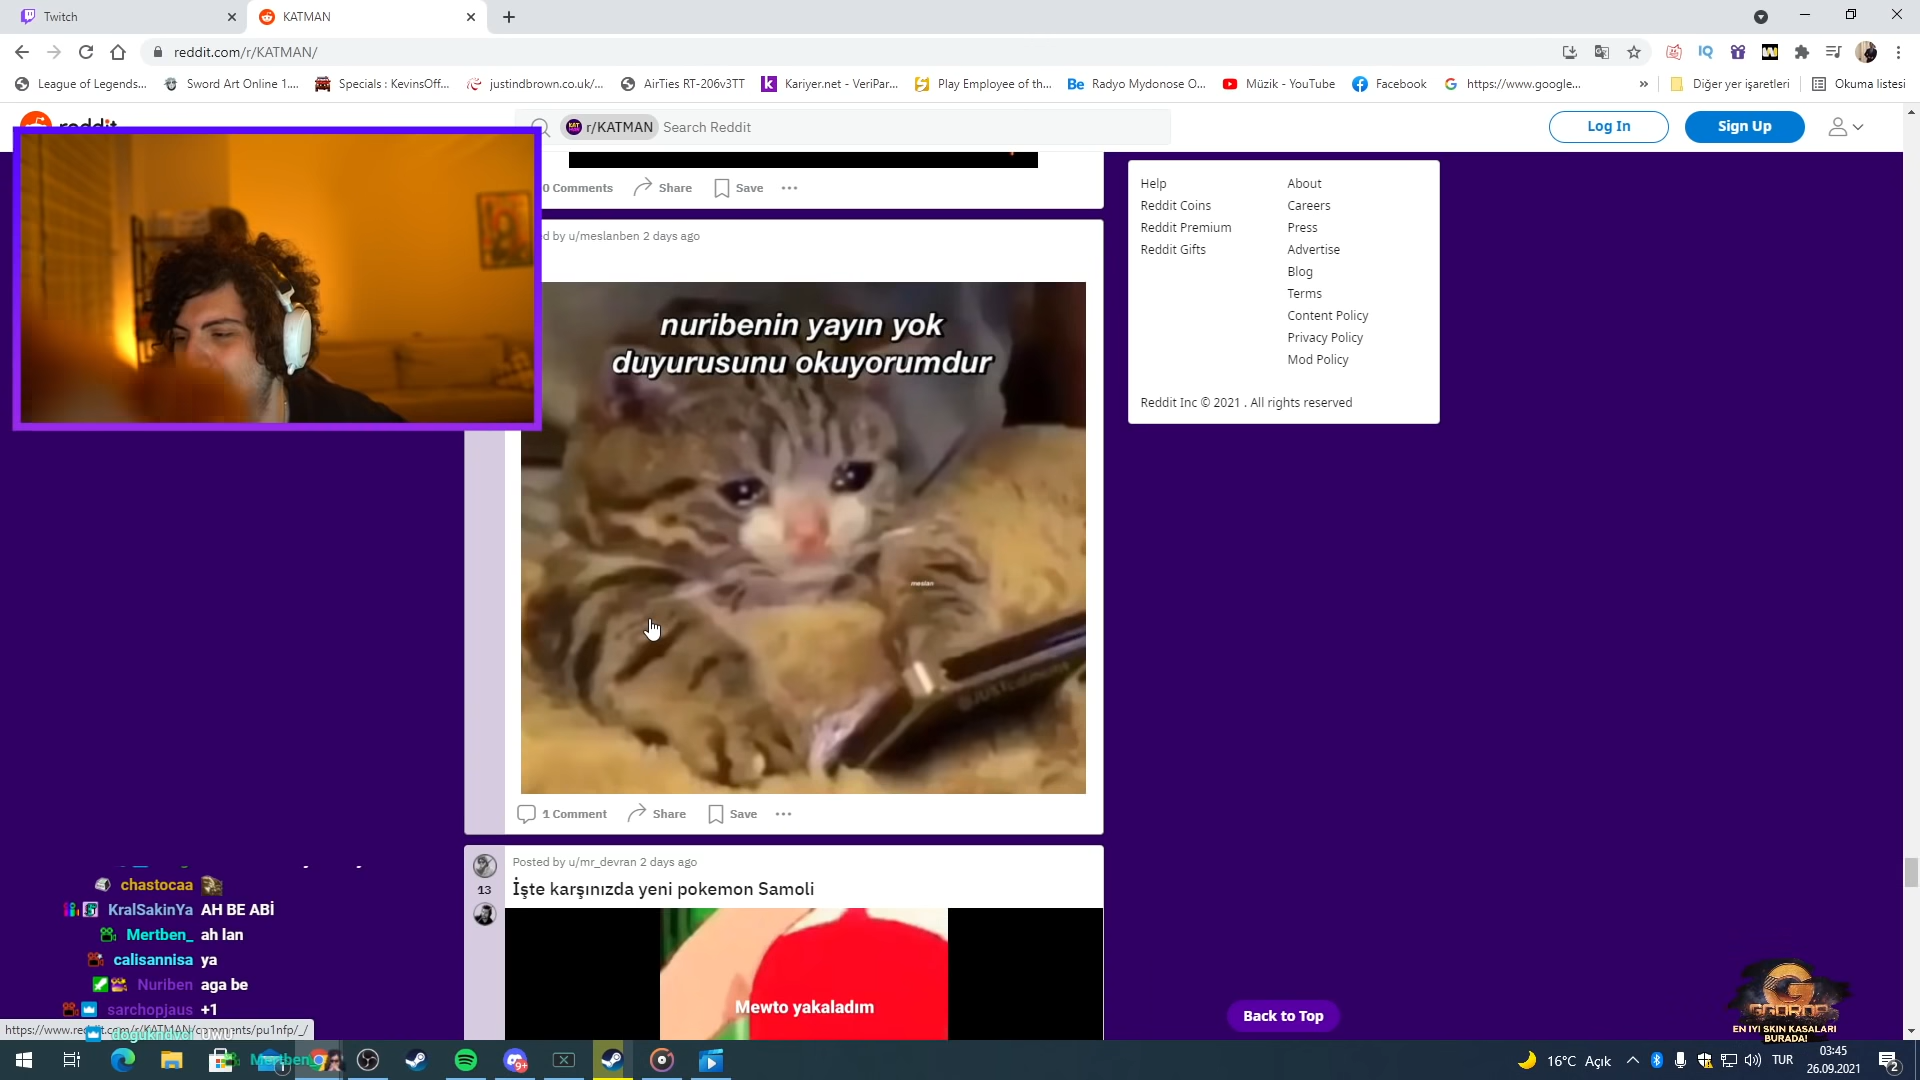 Twitch
KATMAN
reddit.com/r/KATMAN/
League of Legends...
Sword Art Online 1....
Specials : KevinsOff...
justindbrown.co.uk/...
AirTies RT-206v3TT
Kariyer.net - VeriPar...
Play Employee of th...
Radyo Mydonose O...
Müzik - YouTube
Facebook
https://www.google...
»
Diğer yer işaretleri
Okuma listesi
r/KATMAN
Search Reddit
Log In
Sign Up
0 Comments
Share
Save
Help
Reddit Coins
Reddit Premium
Reddit Gifts
About
Careers
Press
Advertise
Blog
Terms
Content Policy
Privacy Policy
Mod Policy
Reddit Inc © 2021 . All rights reserved
by u/meslanben 2 days ago
nuribenin yayın yok
duyurusunu okuyorumdur
meslan
1 Comment
Share
Save
Posted by u/mr_devran 2 days ago
13
İşte karşınızda yeni pokemon Samoli
Mewto yakaladım
chastocaa
KralSakinYa AH BE ABİ
Mertben_ ah lan
calisannisa ya
Nuriben aga be
sarchopjaus +1
Back to Top
EN IYI SKIN KASALARI
BURADA!
16°C Açık
TUR
03:45
26.09.2021
2